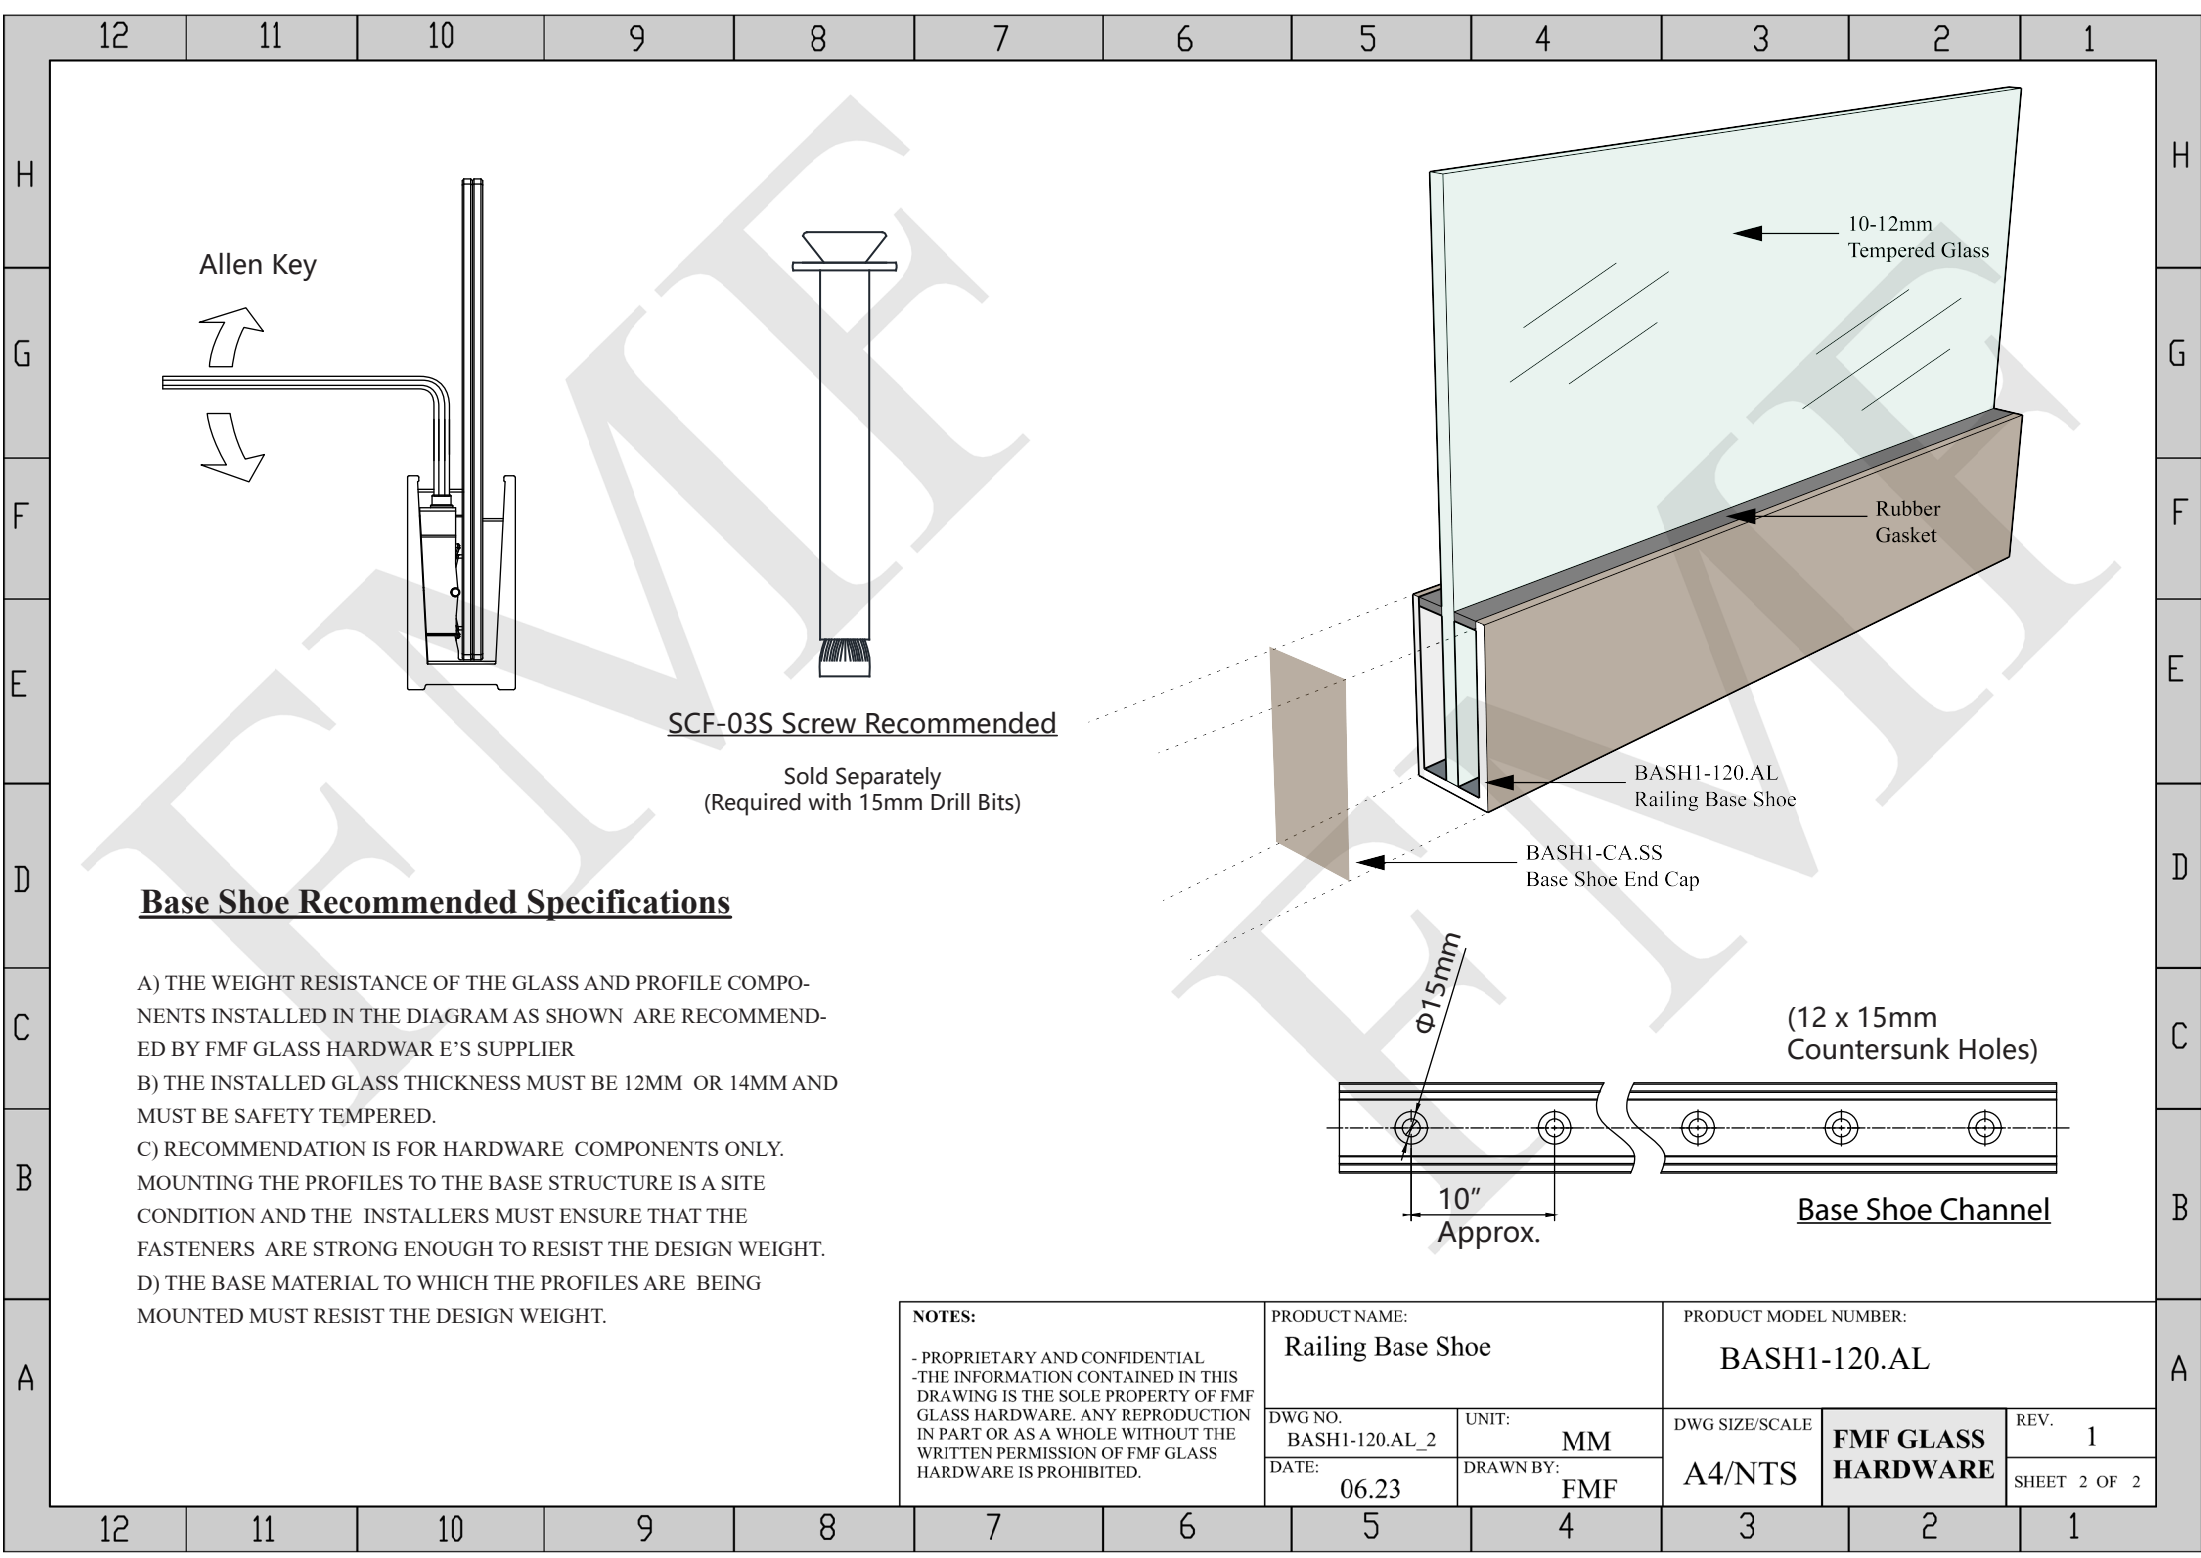 12 11 10 9 8 7 6 5 4 3 2 1
H
G
F
E
D
C
B
A
H
G
F
E
D
C
B
A
FMF
FMF
Allen Key
10-12mm
Tempered Glass
Rubber
Gasket
SCF-03S Screw Recommended
Sold Separately
(Required with 15mm Drill Bits)
BASH1-120.AL
Railing Base Shoe
BASH1-CA.SS
Base Shoe End Cap
Base Shoe Recommended Specifications
A) THE WEIGHT RESISTANCE OF THE GLASS AND PROFILE COMPO-
NENTS INSTALLED IN THE DIAGRAM AS SHOWN ARE RECOMMEND-
ED BY FMF GLASS HARDWAR E'S SUPPLIER
B) THE INSTALLED GLASS THICKNESS MUST BE 12MM OR 14MM AND
MUST BE SAFETY TEMPERED.
C) RECOMMENDATION IS FOR HARDWARE COMPONENTS ONLY.
MOUNTING THE PROFILES TO THE BASE STRUCTURE IS A SITE
CONDITION AND THE INSTALLERS MUST ENSURE THAT THE
FASTENERS ARE STRONG ENOUGH TO RESIST THE DESIGN WEIGHT.
D) THE BASE MATERIAL TO WHICH THE PROFILES ARE BEING
MOUNTED MUST RESIST THE DESIGN WEIGHT.
Φ15mm
(12 x 15mm
Countersunk Holes)
10”
Approx.
Base Shoe Channel
NOTES:
- PROPRIETARY AND CONFIDENTIAL
-THE INFORMATION CONTAINED IN THIS
DRAWING IS THE SOLE PROPERTY OF FMF
GLASS HARDWARE. ANY REPRODUCTION
IN PART OR AS A WHOLE WITHOUT THE
WRITTEN PERMISSION OF FMF GLASS
HARDWARE IS PROHIBITED.
PRODUCT NAME:
Railing Base Shoe
PRODUCT MODEL NUMBER:
BASH1-120.AL
DWG NO.
BASH1-120.AL_2
UNIT:
MM
DATE:
06.23
DRAWN BY:
FMF
DWG SIZE/SCALE
A4/NTS
FMF GLASS
HARDWARE
REV.
1
SHEET 2 OF 2
12 11 10 9 8 7 6 5 4 3 2 1